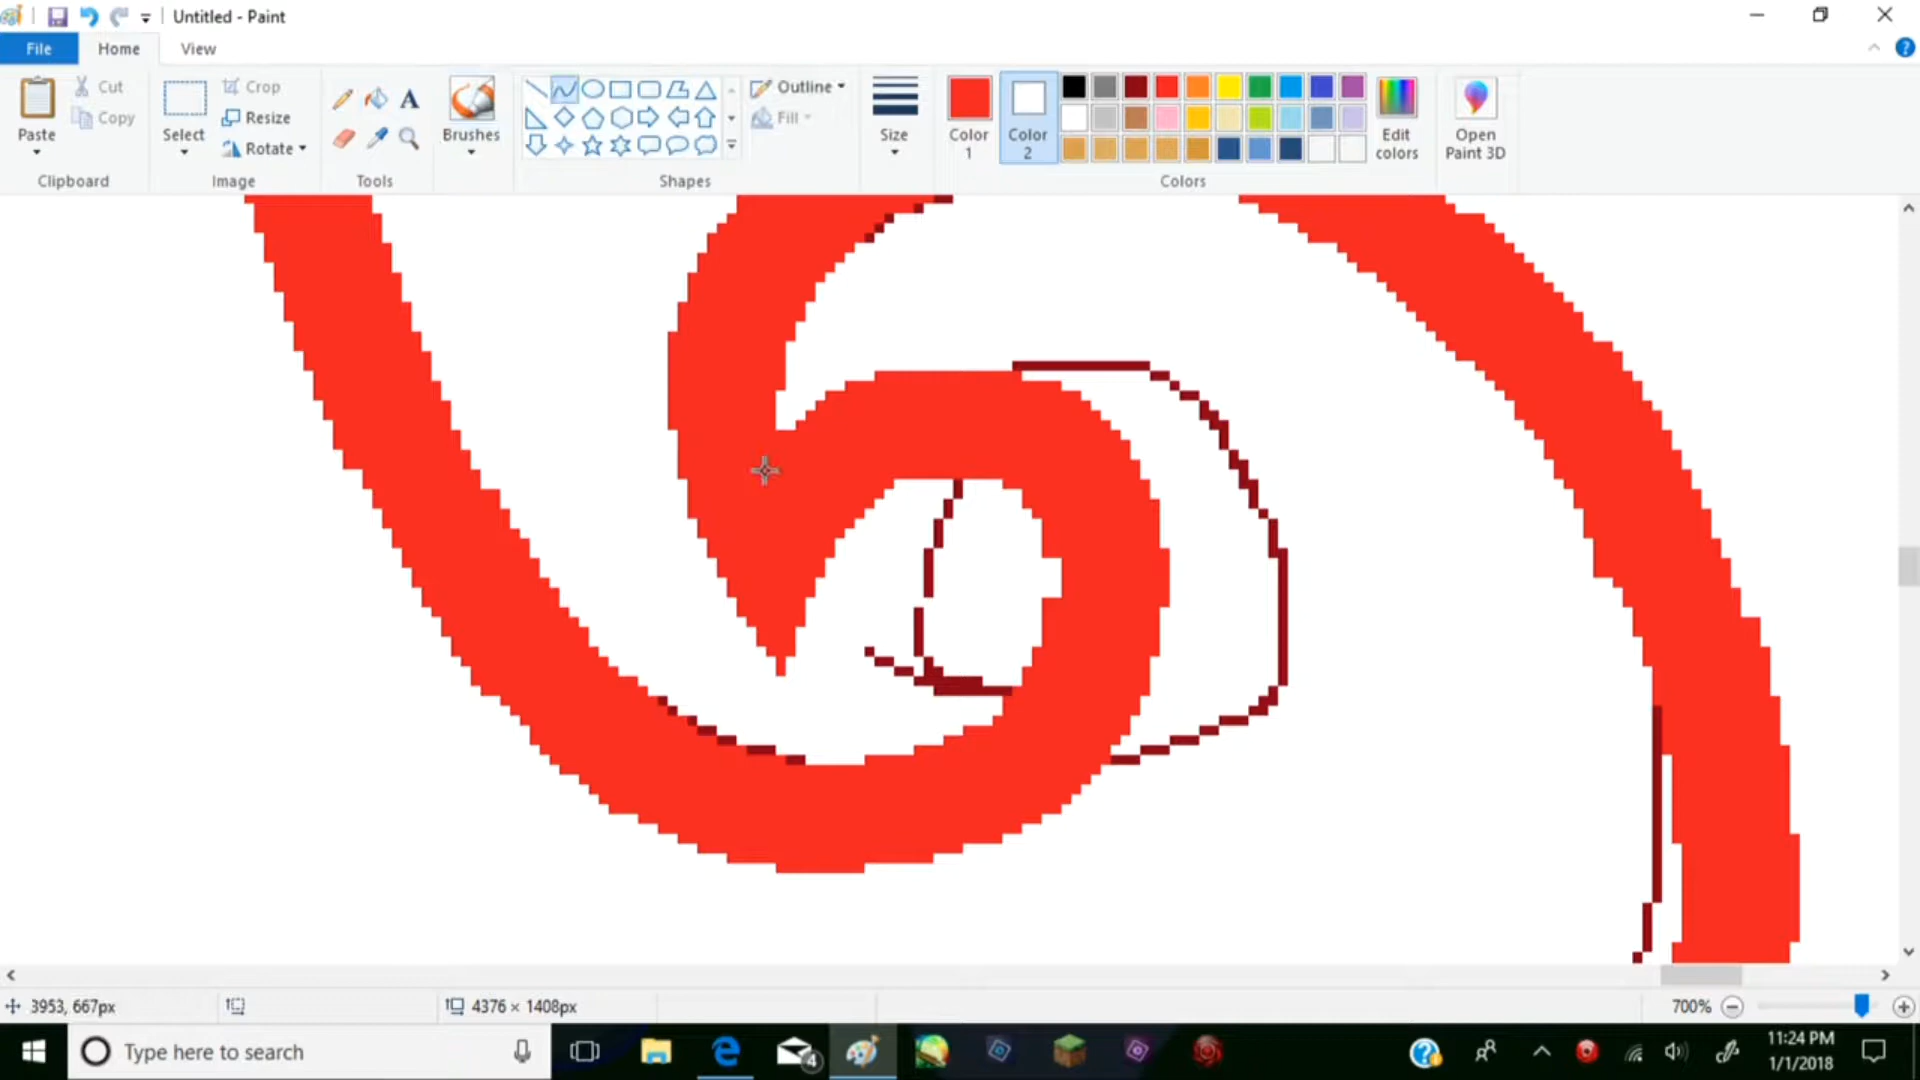 Untitled - Paint
File Home View
Paste Cut Copy
Clipboard
Select Crop Resize Rotate
Image
A
Tools
Brushes
Outline Fill
Shapes
Size
Color 1
Color 2
Edit colors
Colors
Open Paint 3D
?
3953, 667px
4376 × 1408px
700%
Type here to search
4
?
11:24 PM
1/1/2018